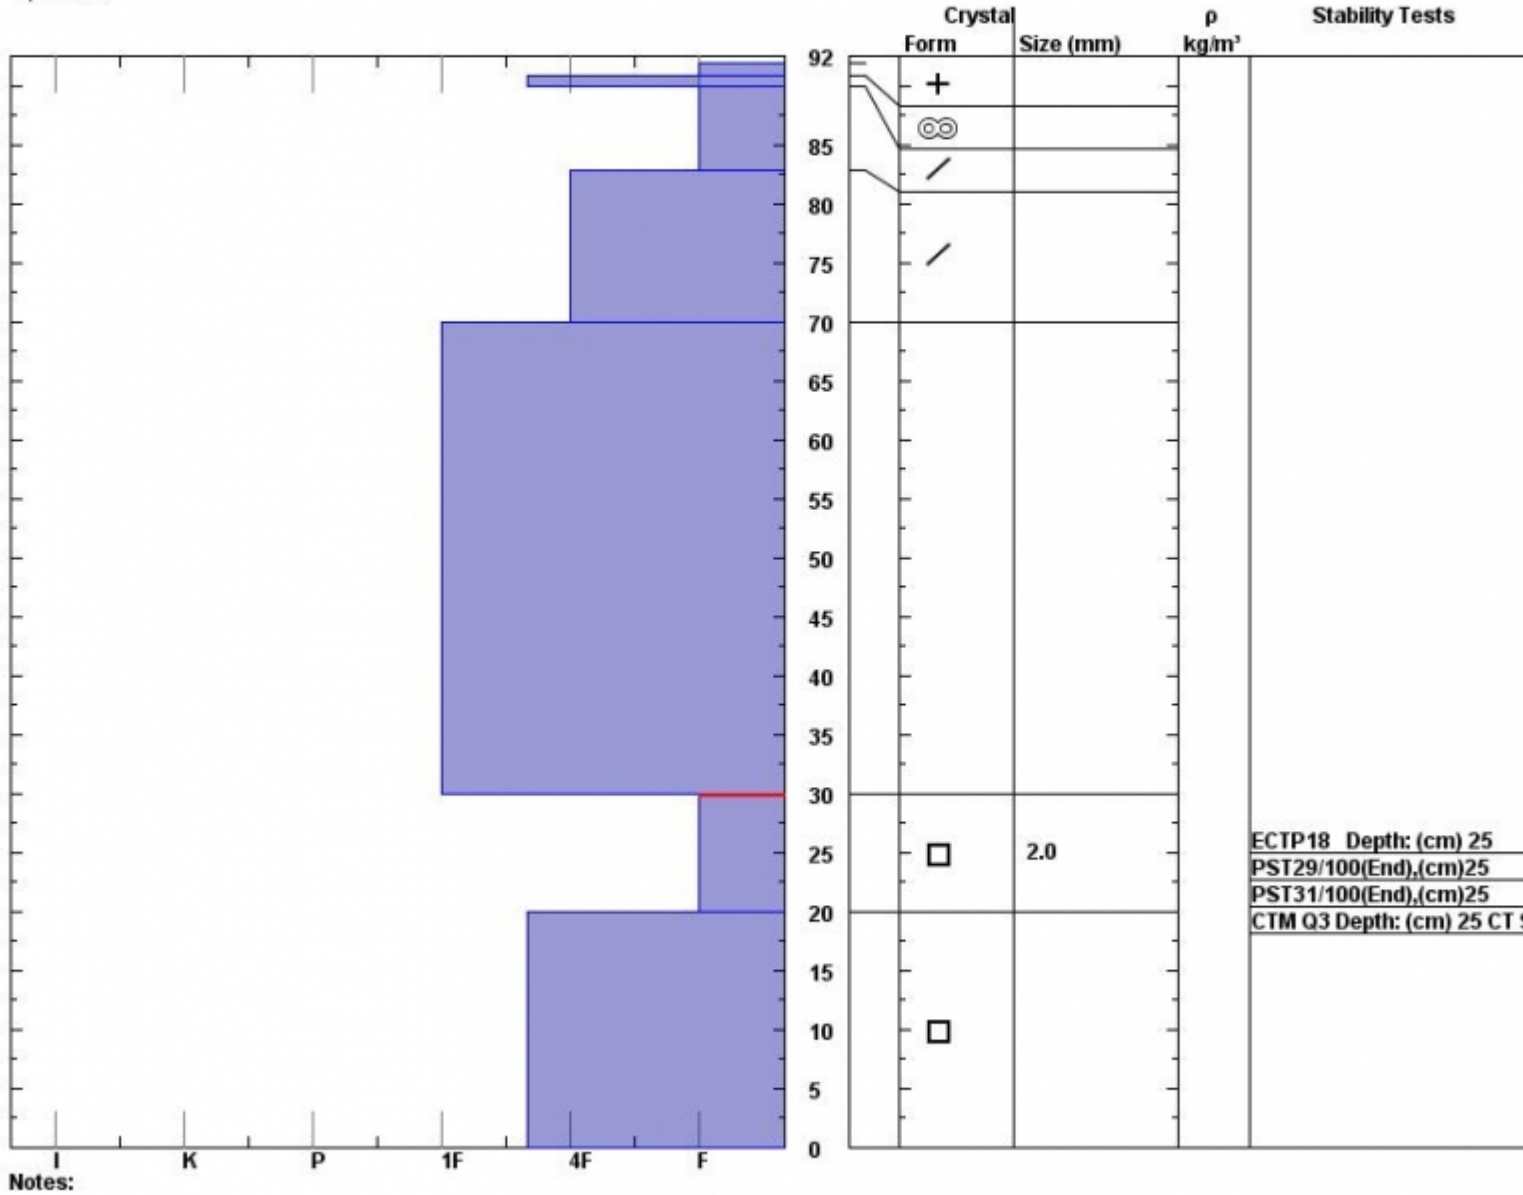 Crystal ρ Stability Tests
Form Size (mm) kg/m³
92
85
80
75
70
65
60
55
50
45
40
35
30
25 2.0 ECTP18 Depth: (cm) 25
PST29/100(End),(cm)25
PST31/100(End),(cm)25
20 CTM Q3 Depth: (cm) 25 CT
15
10
5
0
I K P 1F 4F F
Notes: